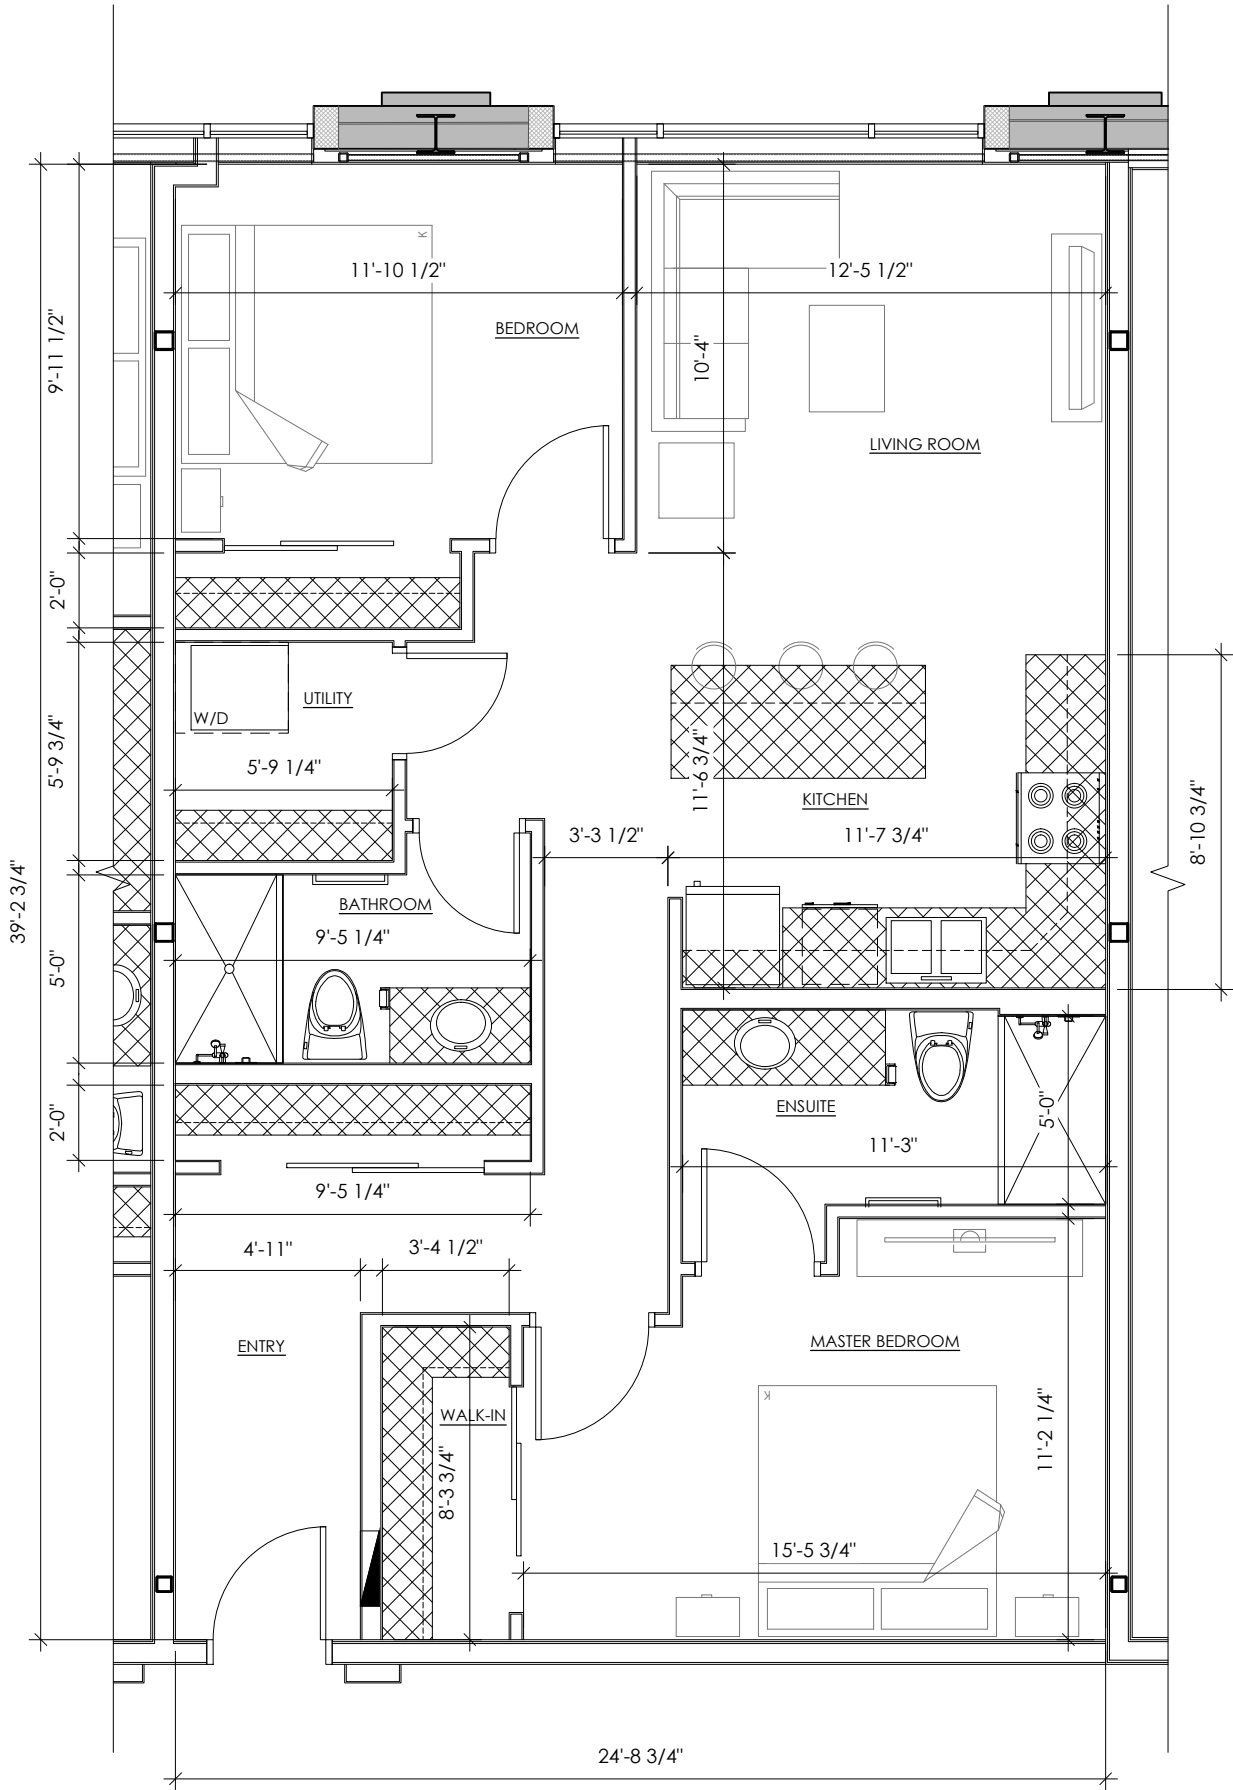 K
11'-10 1/2"
12'-5 1/2"
BEDROOM
9'-11 1/2"
10'-4"
LIVING ROOM
2'-0"
UTILITY
W/D
5'-9 3/4"
5'-9 1/4"
11'-6 3/4"
KITCHEN
8'-10 3/4"
3'-3 1/2"
11'-7 3/4"
39'-2 3/4"
BATHROOM
9'-5 1/4"
5'-0"
2'-0"
ENSUITE
5'-0"
11'-3"
9'-5 1/4"
4'-11"
3'-4 1/2"
ENTRY
MASTER BEDROOM
K
WALK-IN
8'-3 3/4"
11'-2 1/4"
15'-5 3/4"
24'-8 3/4"